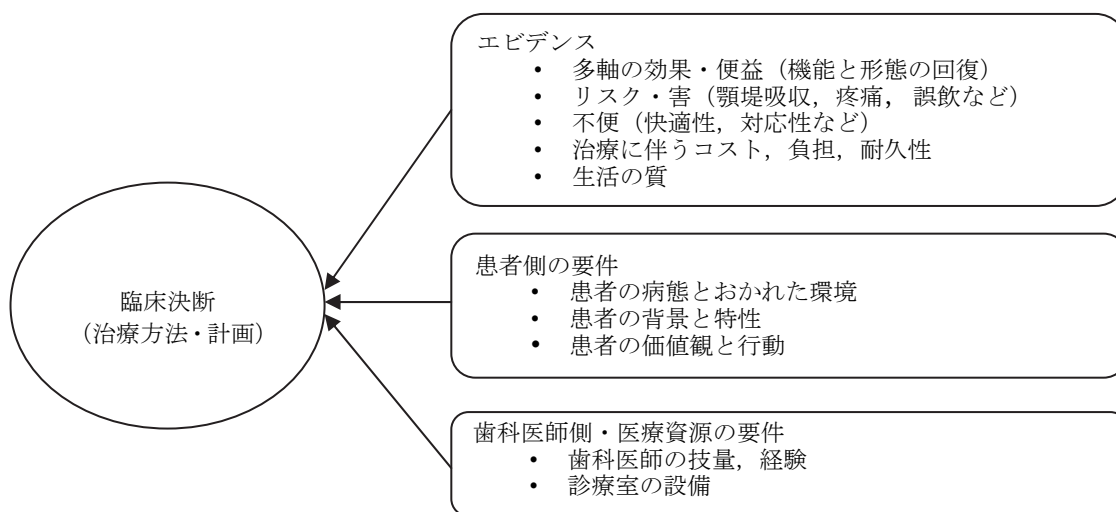 エビデンス
• 多軸の効果・便益（機能と形態の回復）
• リスク・害（顎堤吸収，疼痛，誤飲など）
• 不便（快適性，対応性など）
• 治療に伴うコスト，負担，耐久性
• 生活の質
臨床決断
（治療方法・計画）
患者側の要件
• 患者の病態とおかれた環境
• 患者の背景と特性
• 患者の価値観と行動
歯科医師側・医療資源の要件
• 歯科医師の技量，経験
• 診療室の設備